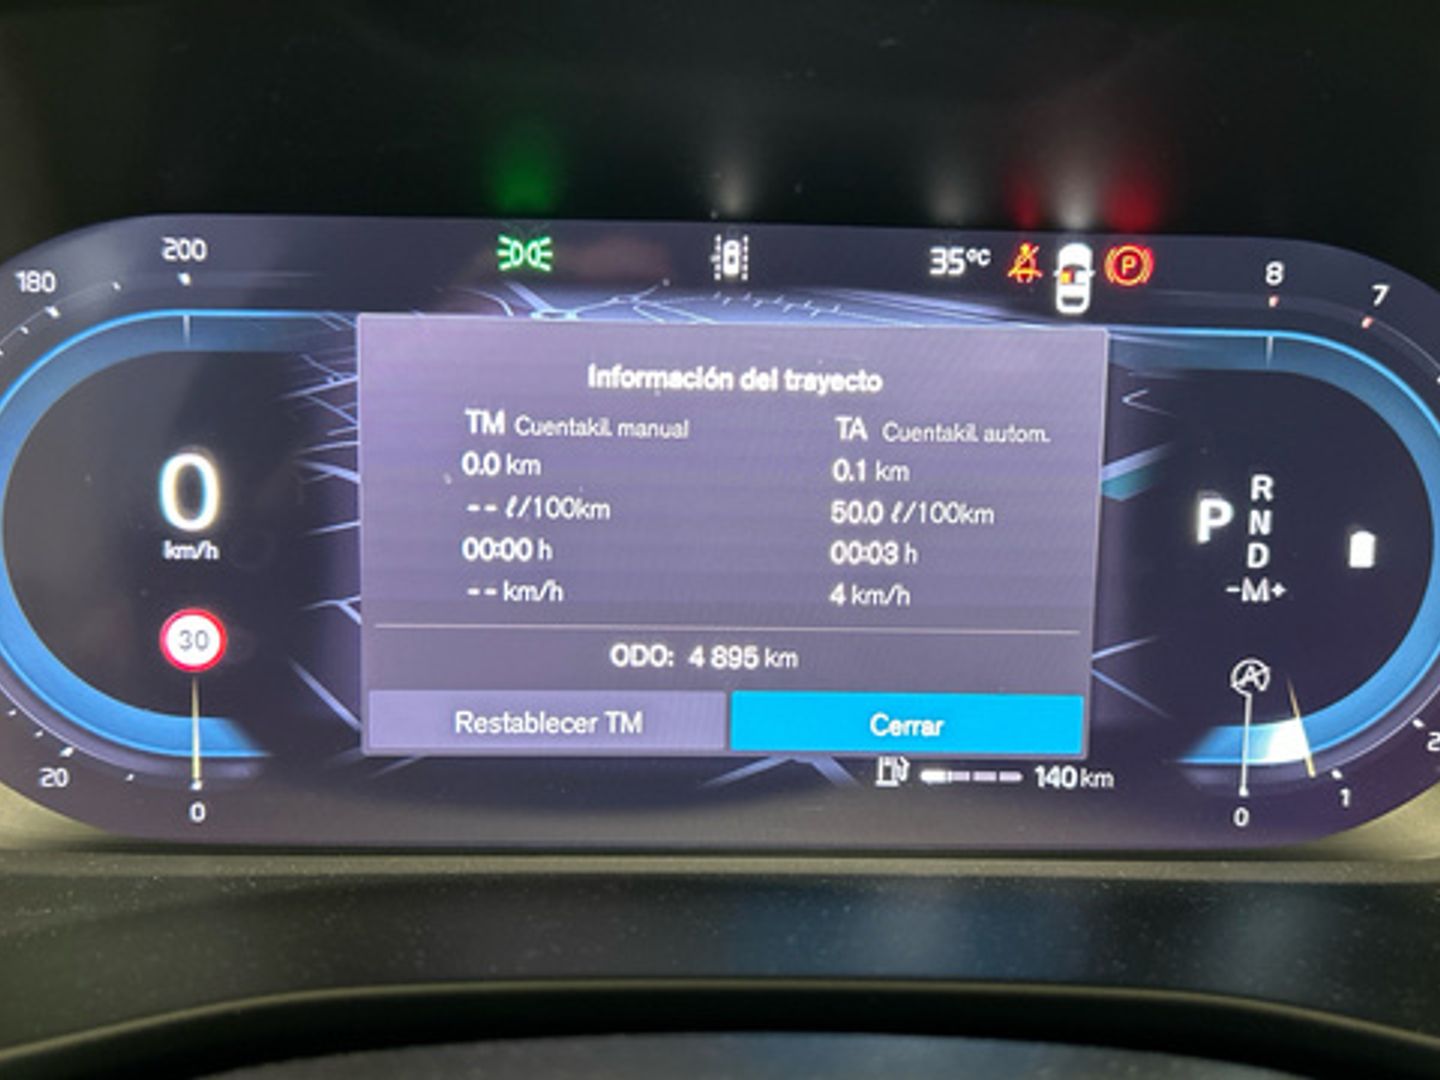 180
200
35ºC
P
8
7
Información del trayecto
TM Cuentakil. manual
TA Cuentakil. autom.
0.0 km
0.1 km
-- ℓ/100km
50.0 ℓ/100km
00:00 h
00:03 h
-- km/h
4 km/h
ODO: 4 895 km
Restablecer TM
Cerrar
0
km/h
30
R
P N
D
-M+
A
20
0
140 km
0
1
2